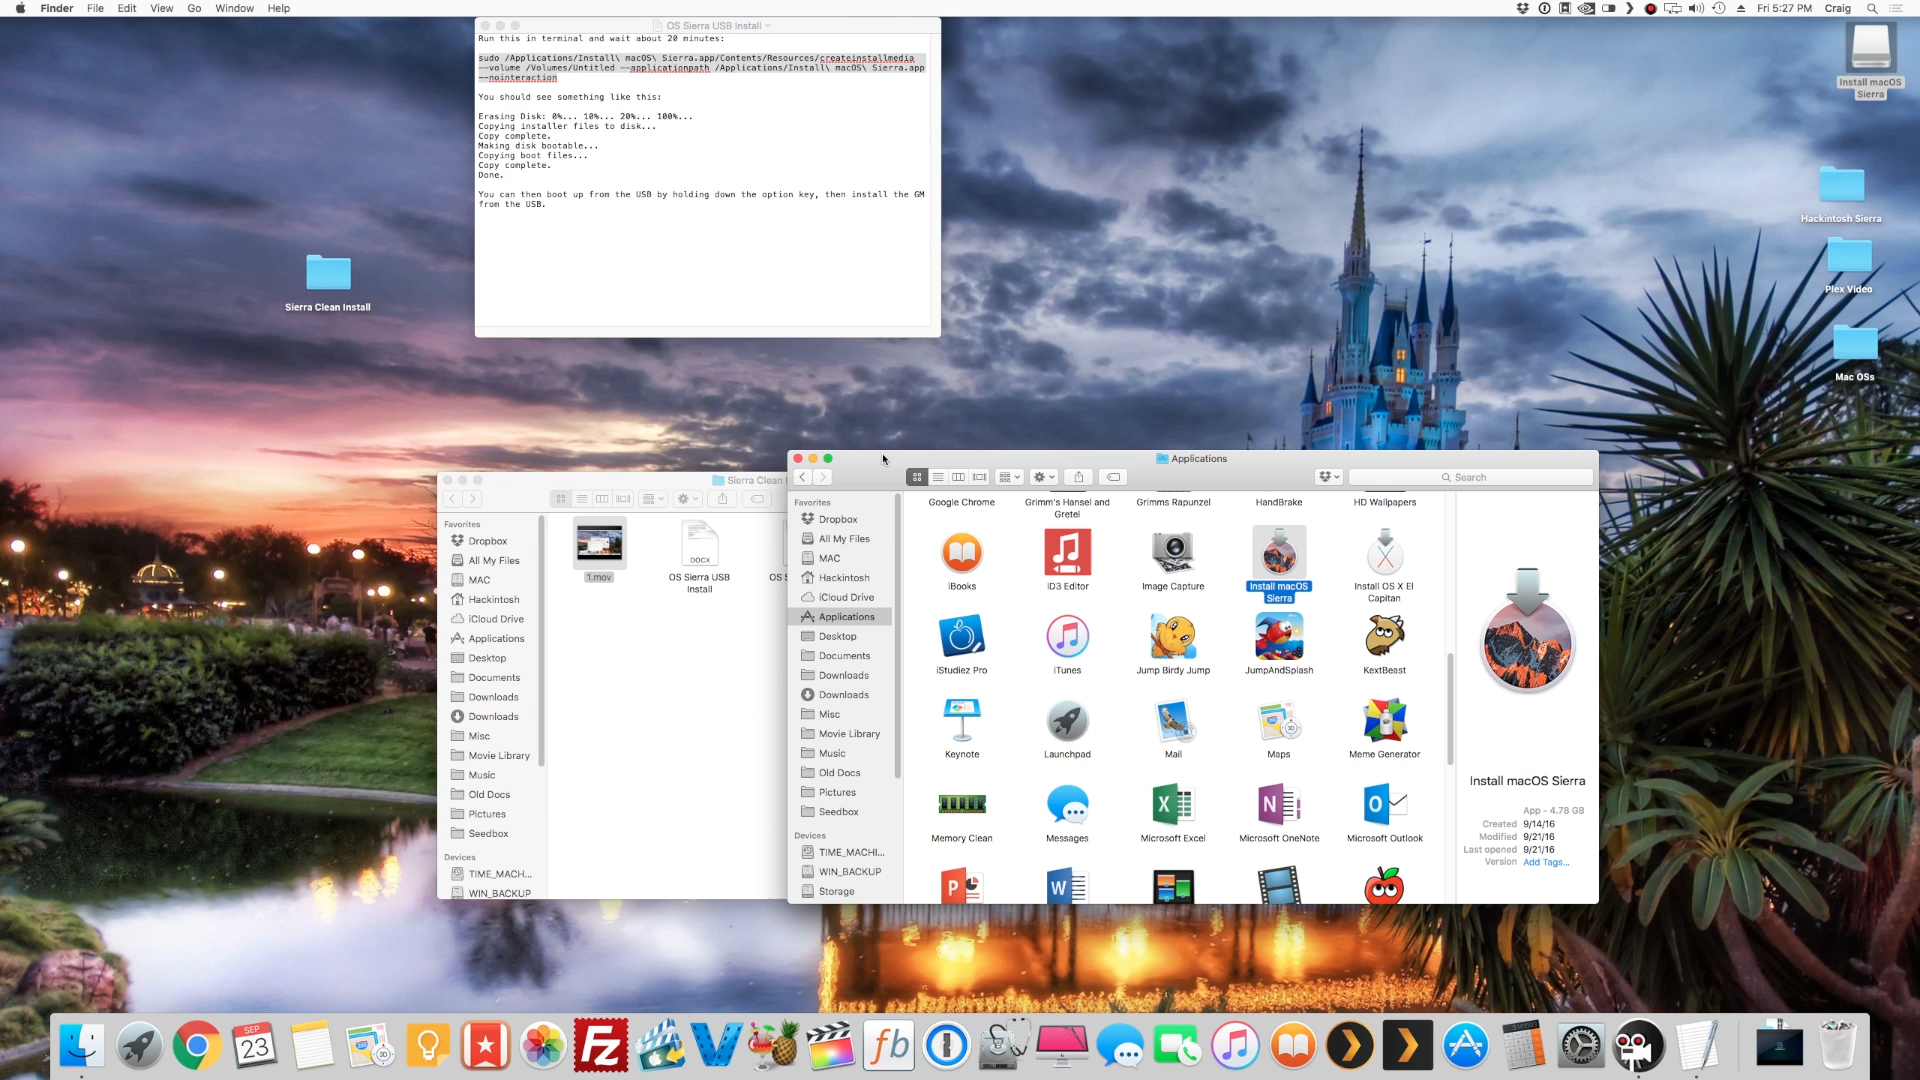 Finder File Edit View Go Window Help
Fri 5:27 PM Craig
OS Sierra USB Install
Run this in terminal and wait about 20 minutes:
sudo /Applications/Install\ macOS\ Sierra.app/Contents/Resources/createinstallmedia
--volume /Volumes/Untitled --applicationpath /Applications/Install\ macOS\ Sierra.app
--nointeraction
You should see something like this:
Erasing Disk: 0%... 10%... 20%... 100%...
Copying installer files to disk...
Copy complete.
Making disk bootable...
Copying boot files...
Copy complete.
Done.
You can then boot up from the USB by holding down the option key, then install the GM
from the USB.
Install macOS
Sierra
Hackintosh Sierra
Plex Video
Mac OSs
Sierra Clean Install
Sierra Clean
Favorites
Dropbox
All My Files
MAC
Hackintosh
iCloud Drive
Applications
Desktop
Documents
Downloads
Downloads
Misc
Movie Library
Music
Old Docs
Pictures
Seedbox
Devices
TIME_MACH...
WIN_BACKUP
1.mov
DOCX
OS Sierra USB
Install
OS S
Applications
Search
Favorites
Dropbox
All My Files
MAC
Hackintosh
iCloud Drive
Applications
Desktop
Documents
Downloads
Downloads
Misc
Movie Library
Music
Old Docs
Pictures
Seedbox
Devices
TIME_MACHI...
WIN_BACKUP
Storage
Google Chrome
Grimm's Hansel and
Gretel
Grimms Rapunzel
HandBrake
HD Wallpapers
iBooks
iD3 Editor
Image Capture
Install macOS
Sierra
Install OS X El
Capitan
iStudiez Pro
iTunes
Jump Birdy Jump
JumpAndSplash
KextBeast
Keynote
Launchpad
Mail
Maps
Meme Generator
Memory Clean
Messages
Microsoft Excel
Microsoft OneNote
Microsoft Outlook
Install macOS Sierra
App - 4.78 GB
Created 9/14/16
Modified 9/21/16
Last opened 9/21/16
Version Add Tags...
SEP
23
Fz
fb